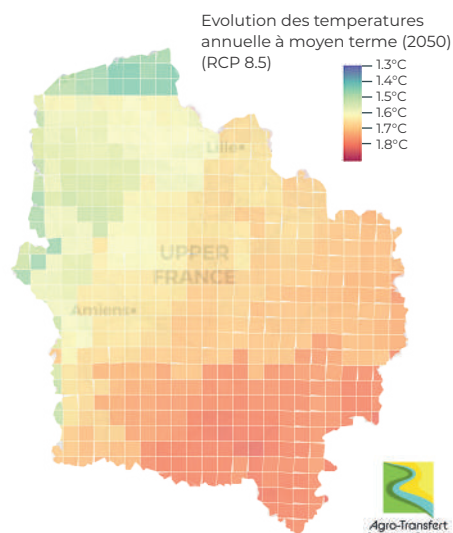 Evolution des temperatures
annuelle à moyen terme (2050)
(RCP 8.5)
1.3°C
1.4°C
1.5°C
1.6°C
1.7°C
1.8°C
Lille
UPPER
FRANCE
Amiens
Agro-Transfert